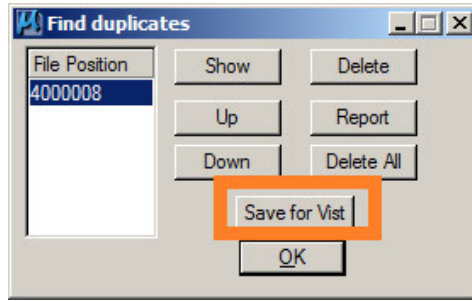 Find duplicates
File Position
4000008
Show
Delete
Up
Report
Down
Delete All
Save for Vist
OK